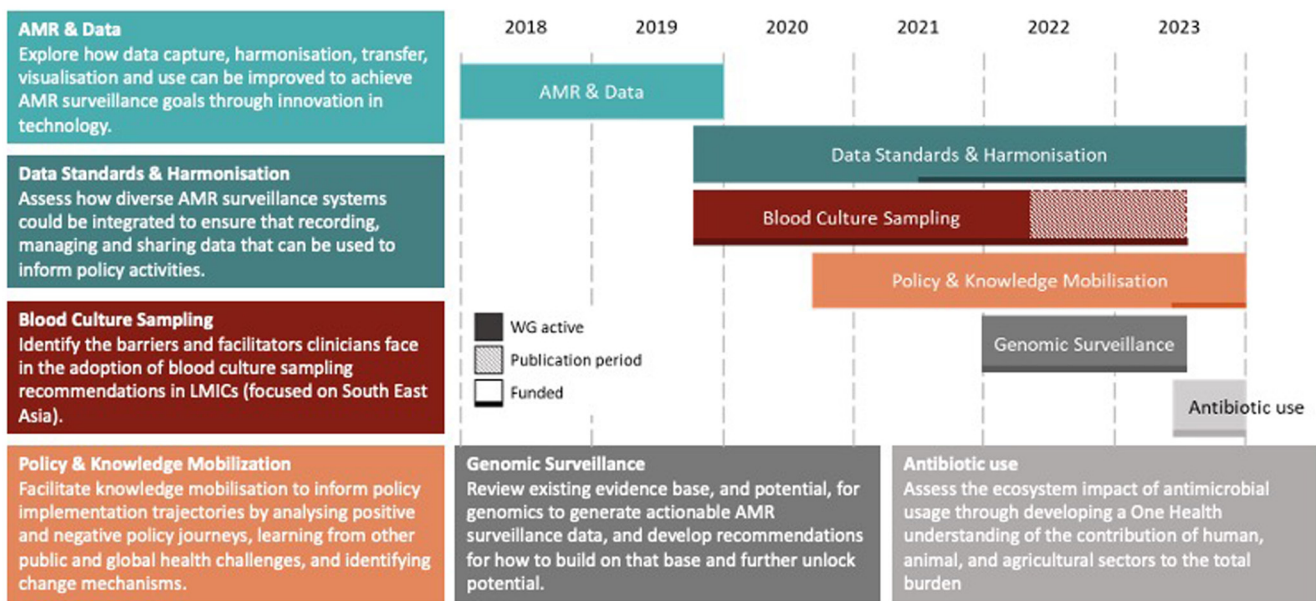 AMR & Data
Explore how data capture, harmonisation, transfer,
visualisation and use can be improved to achieve
AMR surveillance goals through innovation in
technology.
Data Standards & Harmonisation
Assess how diverse AMR surveillance systems
could be integrated to ensure that recording,
managing and sharing data that can be used to
inform policy activities.
Blood Culture Sampling
Identify the barriers and facilitators clinicians face
in the adoption of blood culture sampling
recommendations in LMICs (focused on South East
Asia).
Policy & Knowledge Mobilization
Facilitate knowledge mobilisation to inform policy
implementation trajectories by analysing positive
and negative policy journeys, learning from other
public and global health challenges, and identifying
change mechanisms.
2018 2019 2020 2021 2022 2023
AMR & Data
Data Standards & Harmonisation
Blood Culture Sampling
Policy & Knowledge Mobilisation
Genomic Surveillance
Antibiotic use
WG active
Publication period
Funded
Genomic Surveillance
Review existing evidence base, and potential, for
genomics to generate actionable AMR
surveillance data, and develop recommendations
for how to build on that base and further unlock
potential.
Antibiotic use
Assess the ecosystem impact of antimicrobial
usage through developing a One Health
understanding of the contribution of human,
animal, and agricultural sectors to the total
burden